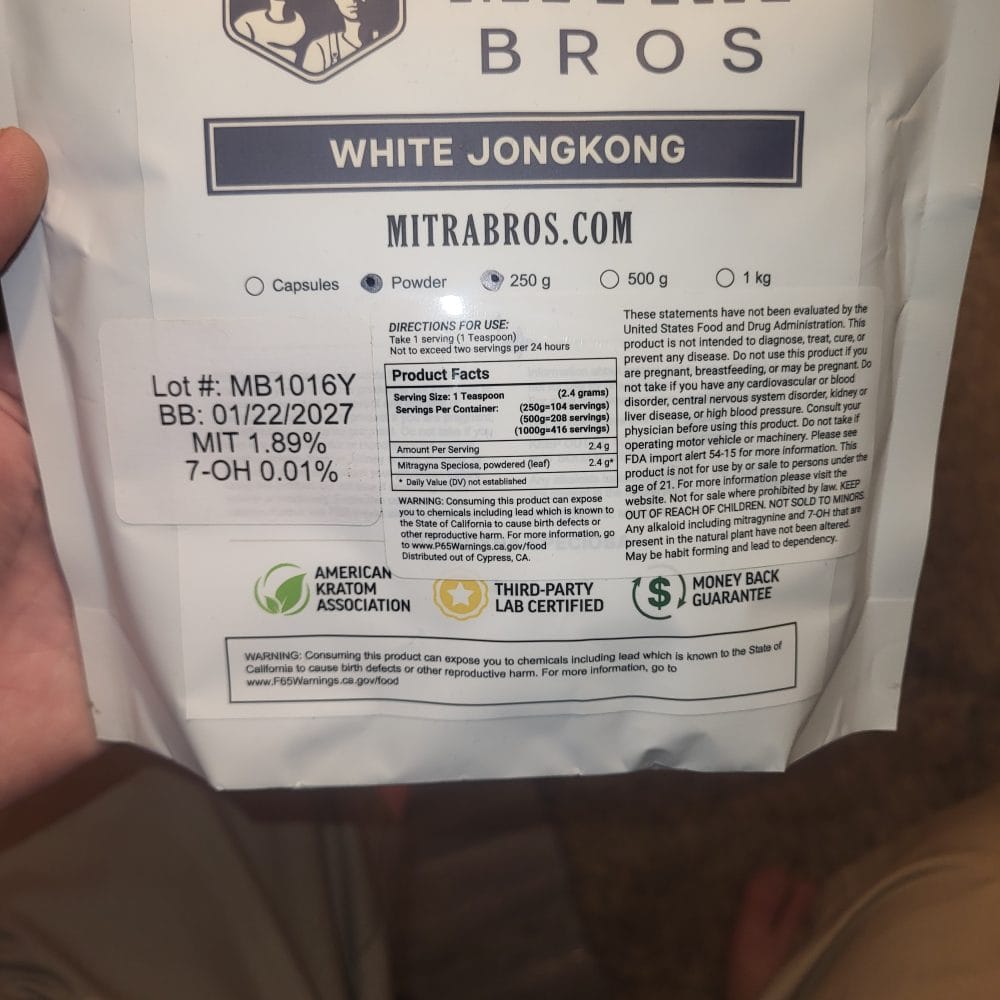 BROS
WHITE JONGKONG
MITRABROS.COM
Capsules Powder 250 g 500 g 1 kg
Lot #: MB1016Y
BB: 01/22/2027
MIT 1.89%
7-OH 0.01%
DIRECTIONS FOR USE:
Take 1 serving (1 Teaspoon)
Not to exceed two servings per 24 hours
Product Facts
Serving Size: 1 Teaspoon (2.4 grams)
Servings Per Container: (250g=104 servings)
(500g=208 servings)
(1000g=416 servings)
Amount Per Serving 2.4 g
Mitragyna Speciosa, powdered (leaf) 2.4 g*
* Daily Value (DV) not established
WARNING: Consuming this product can expose
you to chemicals including lead which is known to
the State of California to cause birth defects or
other reproductive harm. For more information, go
to www.P65Warnings.ca.gov/food
Distributed out of Cypress, CA.
These statements have not been evaluated by the
United States Food and Drug Administration. This
product is not intended to diagnose, treat, cure, or
prevent any disease. Do not use this product if you
are pregnant, breastfeeding, or may be pregnant. Do
not take if you have any cardiovascular or blood
disorder, central nervous system disorder, kidney or
liver disease, or high blood pressure. Consult your
physician before using this product. Do not take if
operating motor vehicle or machinery. Please see
FDA import alert 54-15 for more information. This
product is not for use by or sale to persons under the
age of 21. For more information please visit the
website. Not for sale where prohibited by law. KEEP
OUT OF REACH OF CHILDREN. NOT SOLD TO MINORS.
Any alkaloid including mitragynine and 7-OH that are
present in the natural plant have not been altered.
May be habit forming and lead to dependency.
AMERICAN
KRATOM
ASSOCIATION
THIRD-PARTY
LAB CERTIFIED
$
MONEY BACK
GUARANTEE
WARNING: Consuming this product can expose you to chemicals including lead which is known to the State of
California to cause birth defects or other reproductive harm. For more information, go to
www.F65Warnings.ca.gov/food